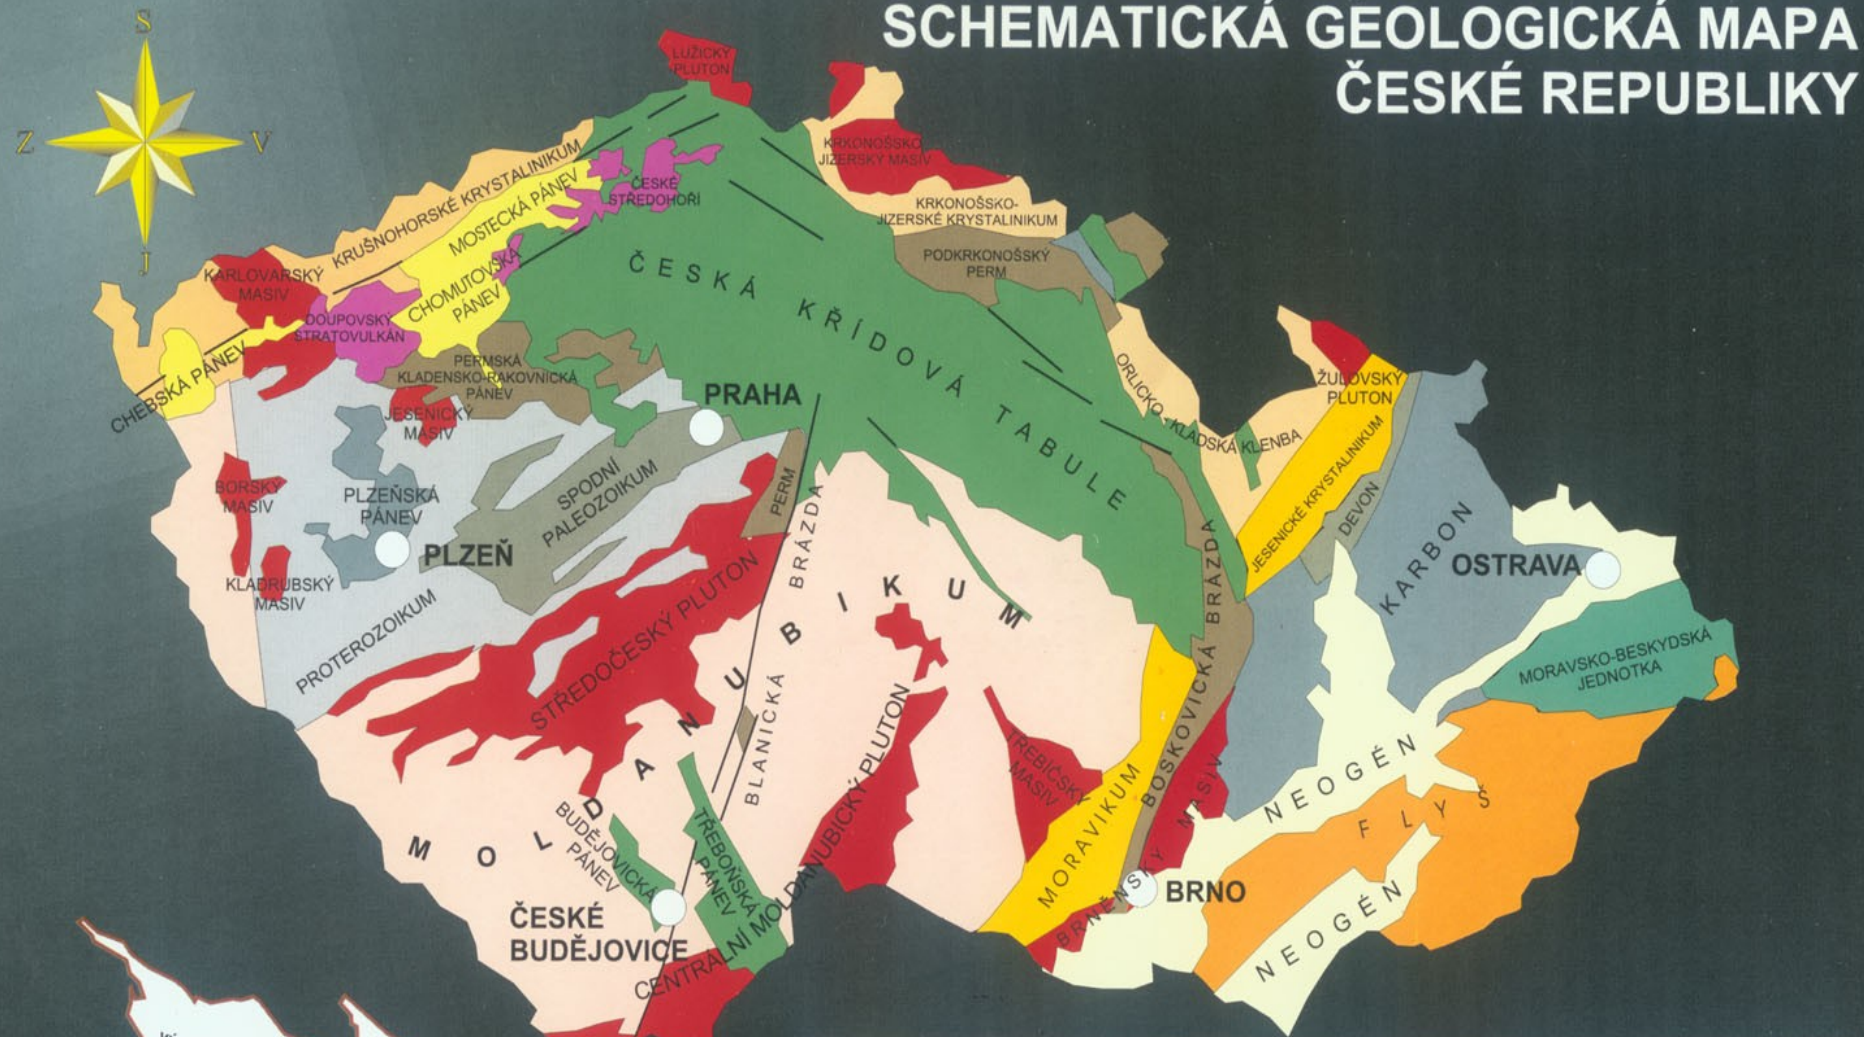 SCHEMATICKÁ GEOLOGICKÁ MAPA
ČESKÉ REPUBLIKY
S
Z
V
J
LUŽICKÝ
PLUTON
KRKONOŠSKO
JIZERSKÝ MASIV
KRUŠNOHORSKÉ KRYSTALINIKUM
MOSTECKÁ PÁNEV
ČESKÉ
STŘEDOHOŘÍ
KRKONOŠSKO-
JIZERSKÉ KRYSTALINIKUM
PODKRKONOŠSKÝ
PERM
KARLOVARSKÝ
MASIV
CHOMUTOVSKÁ
PÁNEV
DOUPOVSKÝ
STRATOVULKÁN
CHEBSKÁ PÁNEV
ČESKÁ KŘÍDOVÁ TABULE
PERMSKÁ
KLADENSKO-RAKOVNICKÁ
PÁNEV
JESENICKÝ
MASIV
PRAHA
ORLICKO-KLADSKÁ KLENBA
ŽULOVSKÝ
PLUTON
JESENICKÉ KRYSTALINIKUM
DEVON
KARBON
OSTRAVA
BORSKÝ
MASIV
PLZEŇSKÁ
PÁNEV
PLZEŇ
SPODNÍ
PALEOZOIKUM
PERM
KLADRUBSKÝ
MASIV
PROTEROZOIKUM
STŘEDOČESKÝ PLUTON
BLANICKÁ BRÁZDA
MOLDANUBIKUM
BOSKOVICKÁ BRÁZDA
MORAVSKO-BESKYDSKÁ
JEDNOTKA
TŘEBÍČSKÝ
MASIV
MORAVIKUM
BRNĚNSKÝ MASIV
BRNO
NEOGÉN
FLYŠ
NEOGÉN
BUDĚJOVICKÁ
PÁNEV
TŘEBOŇSKÁ
PÁNEV
ČESKÉ
BUDĚJOVICE
CENTRÁLNÍ MOLDANUBICKÝ PLUTON